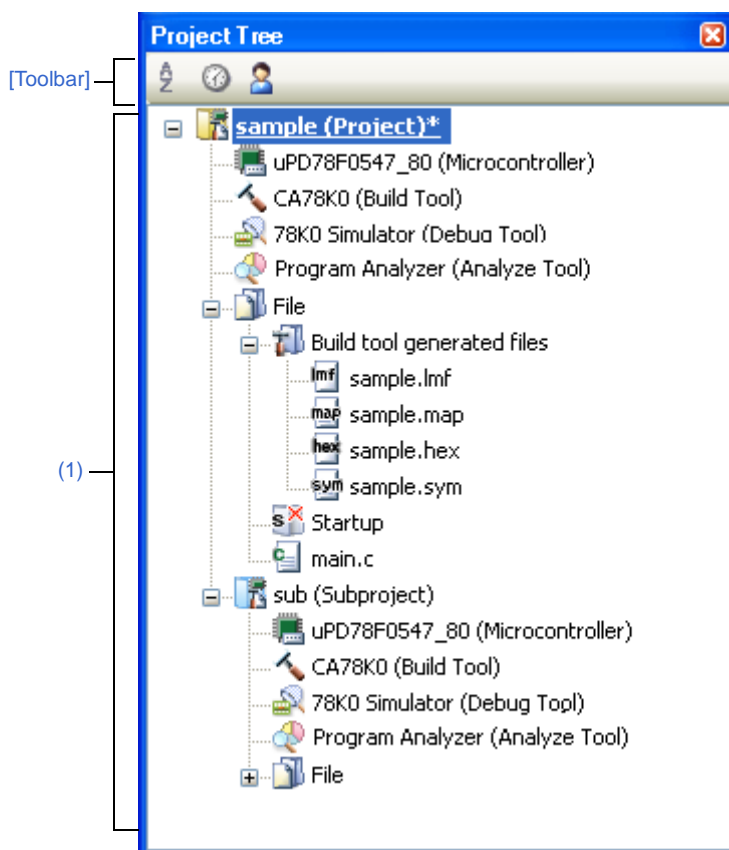 Project Tree
[Toolbar]
A
Z
sample (Project)*
uPD78F0547_80 (Microcontroller)
CA78K0 (Build Tool)
78K0 Simulator (Debug Tool)
Program Analyzer (Analyze Tool)
File
Build tool generated files
lmf sample.lmf
map sample.map
hex sample.hex
(1)
sym sample.sym
S Startup
C main.c
sub (Subproject)
uPD78F0547_80 (Microcontroller)
CA78K0 (Build Tool)
78K0 Simulator (Debug Tool)
Program Analyzer (Analyze Tool)
File